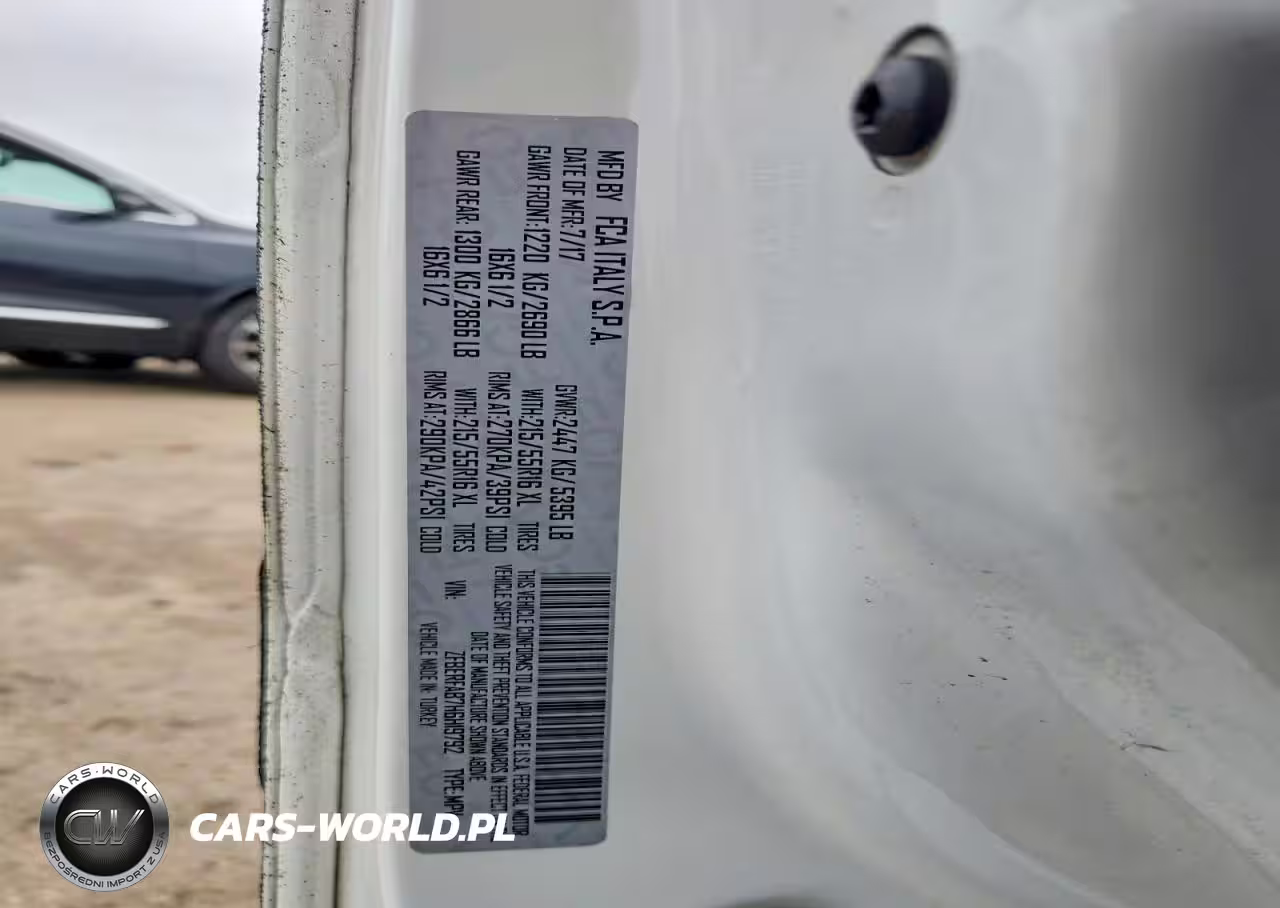 MFD BY FCA ITALY S.P.A.
DATE OF MFR:7/17 GVWR:2447 KG/5395 LB
GAWR FRONT:1220 KG/2690 LB WITH:215/55R16 XL TIRES
16X6 1/2 RIMS AT:270KPA/39PSI COLD
GAWR REAR: 1300 KG/2866 LB WITH:215/55R16 XL TIRES
16X6 1/2 RIMS AT:290KPA/42PSI COLD
THIS VEHICLE CONFORMS TO ALL APPLICABLE U.S.A. FEDERAL MOTOR
VEHICLE SAFETY AND THEFT PREVENTION STANDARDS IN EFFECT
DATE OF MANUFACTURE SHOWN ABOVE
VIN: TYPE: MPV
VEHICLE MADE IN: TURKEY
CARS-WORLD
CW
BEZPOŚREDNI IMPORT Z USA
CARS-WORLD.PL